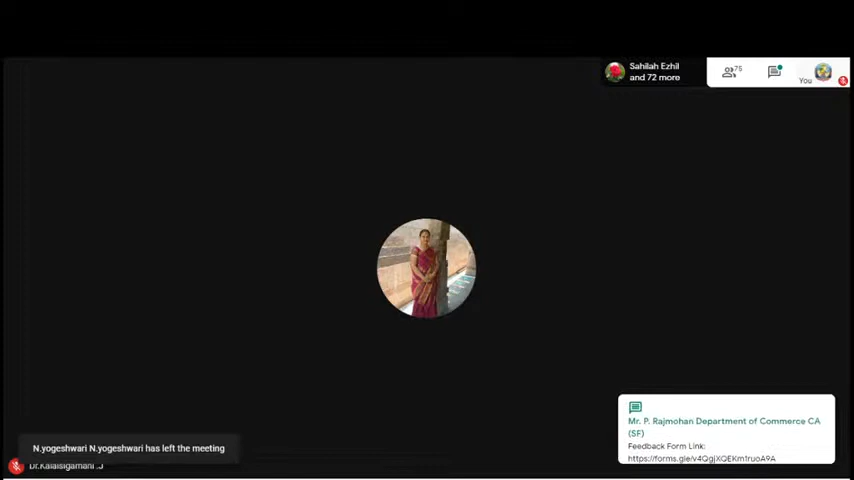 Sahilah Ezhil
and 72 more
75
You
Mr. P. Rajmohan Department of Commerce CA
(SF)
Feedback Form Link:
https://forms.gle/v4QgjXQEKm1ruoA9A
N.yogeshwari N.yogeshwari has left the meeting
Dr.Kalaisigamani .J